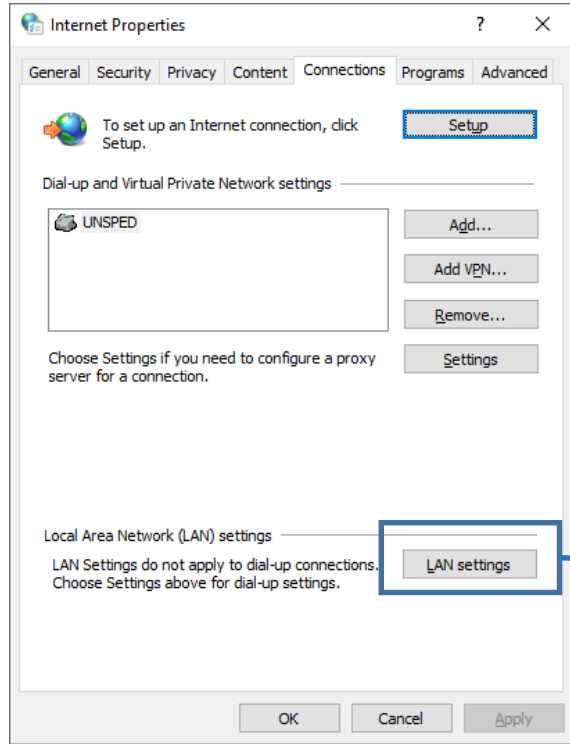 Internet Properties ? ×
General Security Privacy Content Connections Programs Advanced
To set up an Internet connection, click
Setup.
Setup
Dial-up and Virtual Private Network settings
UNSPED
Add...
Add VPN...
Remove...
Choose Settings if you need to configure a proxy
server for a connection.
Settings
Local Area Network (LAN) settings
LAN Settings do not apply to dial-up connections.
Choose Settings above for dial-up settings.
LAN settings
OK Cancel Apply